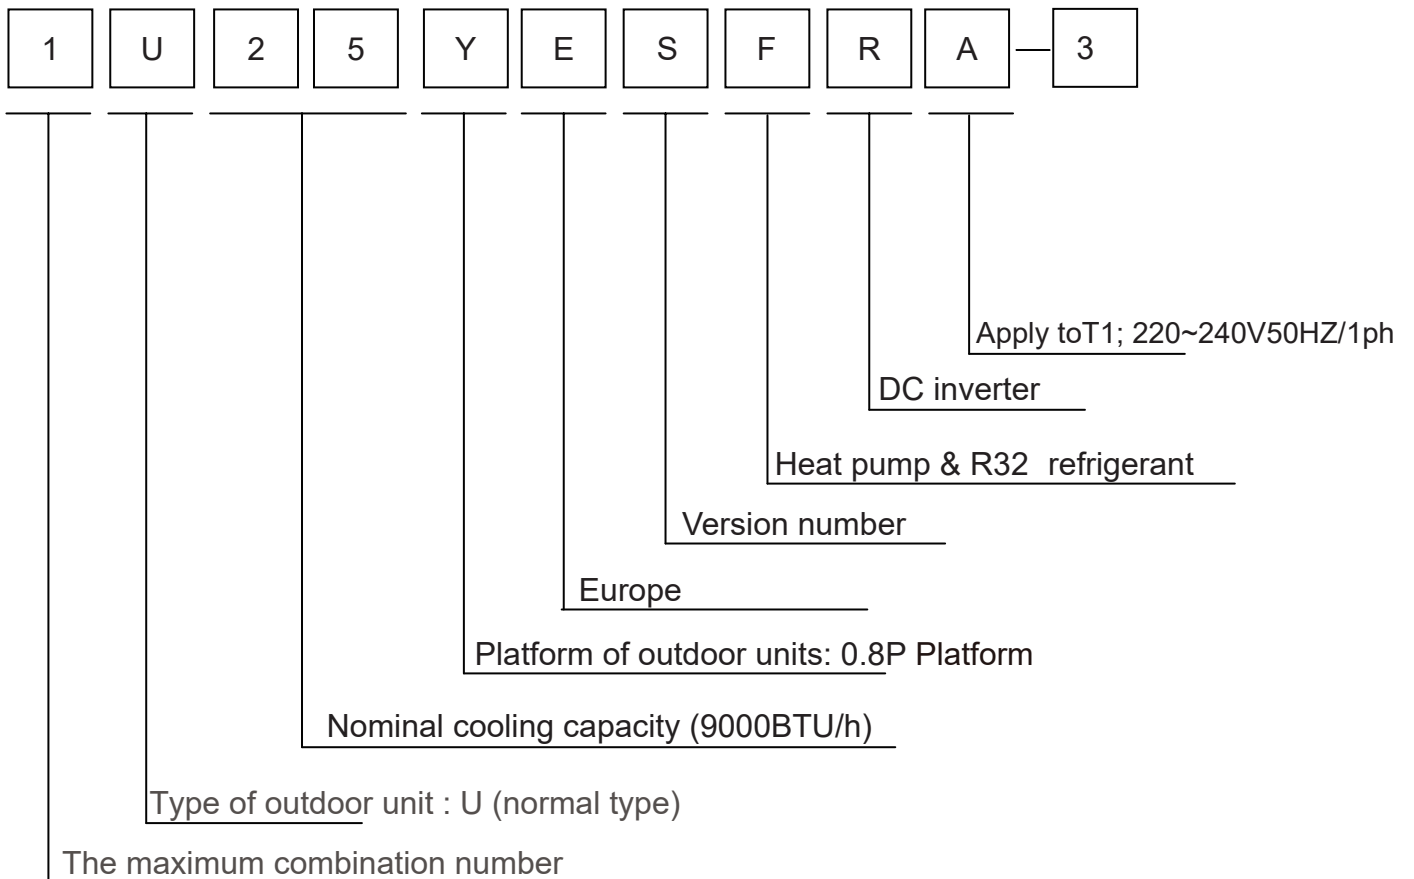 1 U 2 5 Y E S F R A — 3
Apply toT1; 220~240V50HZ/1ph
DC inverter
Heat pump & R32 refrigerant
Version number
Europe
Platform of outdoor units: 0.8P Platform
Nominal cooling capacity (9000BTU/h)
Type of outdoor unit : U (normal type)
The maximum combination number